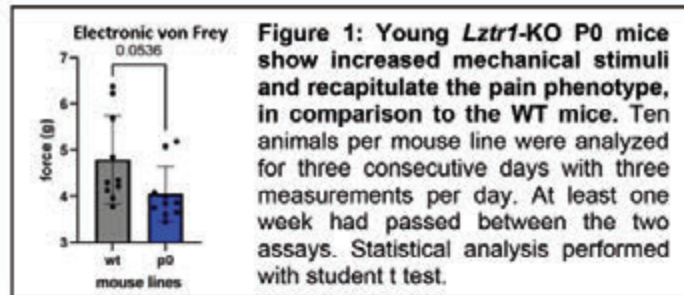 Electronic von Frey
0.0536
7
6
5
4
3
force (g)
wt
p0
mouse lines
Figure 1: Young Lztr1-KO P0 mice
show increased mechanical stimuli
and recapitulate the pain phenotype,
in comparison to the WT mice. Ten
animals per mouse line were analyzed
for three consecutive days with three
measurements per day. At least one
week had passed between the two
assays. Statistical analysis performed
with student t test.